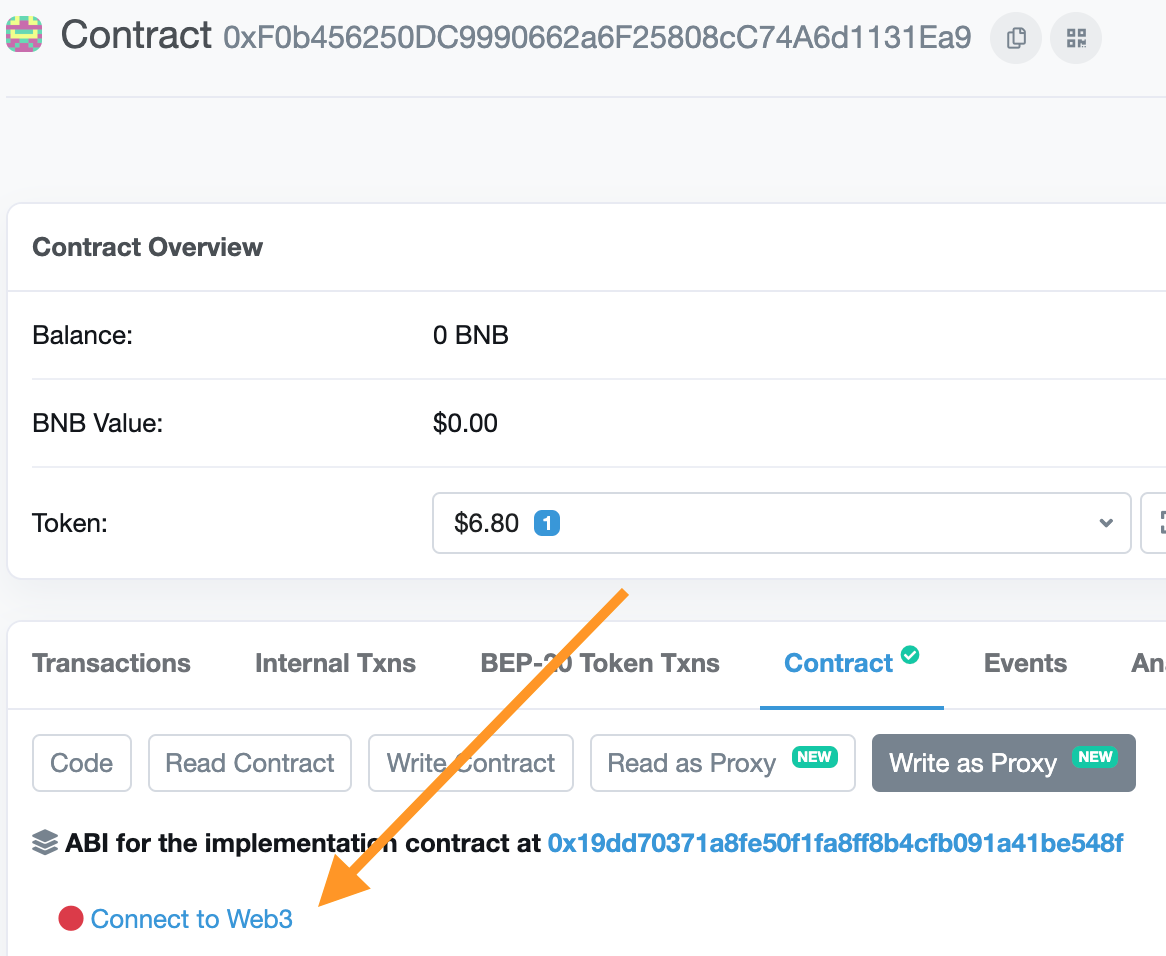 Contract 0xF0b456250DC9990662a6F25808cC74A6d1131Ea9
Contract Overview
Balance: 0 BNB
BNB Value: $0.00
Token: $6.80 1
Transactions Internal Txns BEP-20 Token Txns Contract Events
Code Read Contract Write Contract Read as Proxy NEW Write as Proxy NEW
ABI for the implementation contract at 0x19dd70371a8fe50f1fa8ff8b4cfb091a41be548f
Connect to Web3